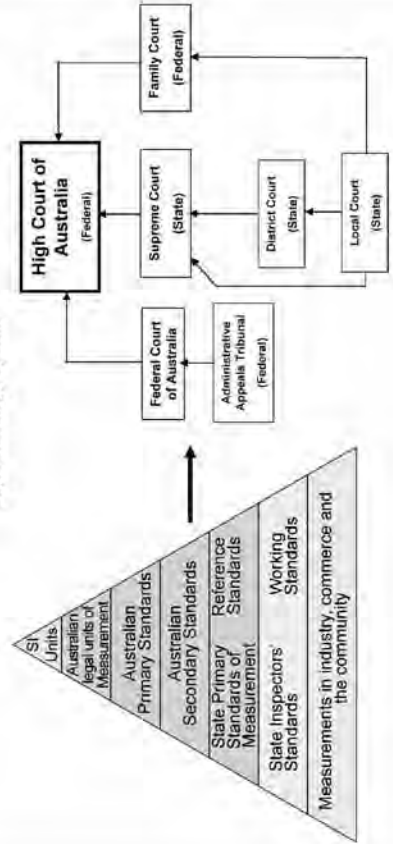 SI
Units
Australian
legal units of
Measurement
Australian
Primary Standards
Australian
Secondary Standards
State Primary
Standards of
Measurement
Reference
Standards
State Inspectors'
Standards
Working
Standards
Measurements in industry, commerce and
the community
High Court of
Australia
(Federal)
Federal Court
of Australia
Supreme Court
(State)
Family Court
(Federal)
Administrative
Appeals Tribunal
(Federal)
District Court
(State)
Local Court
(State)